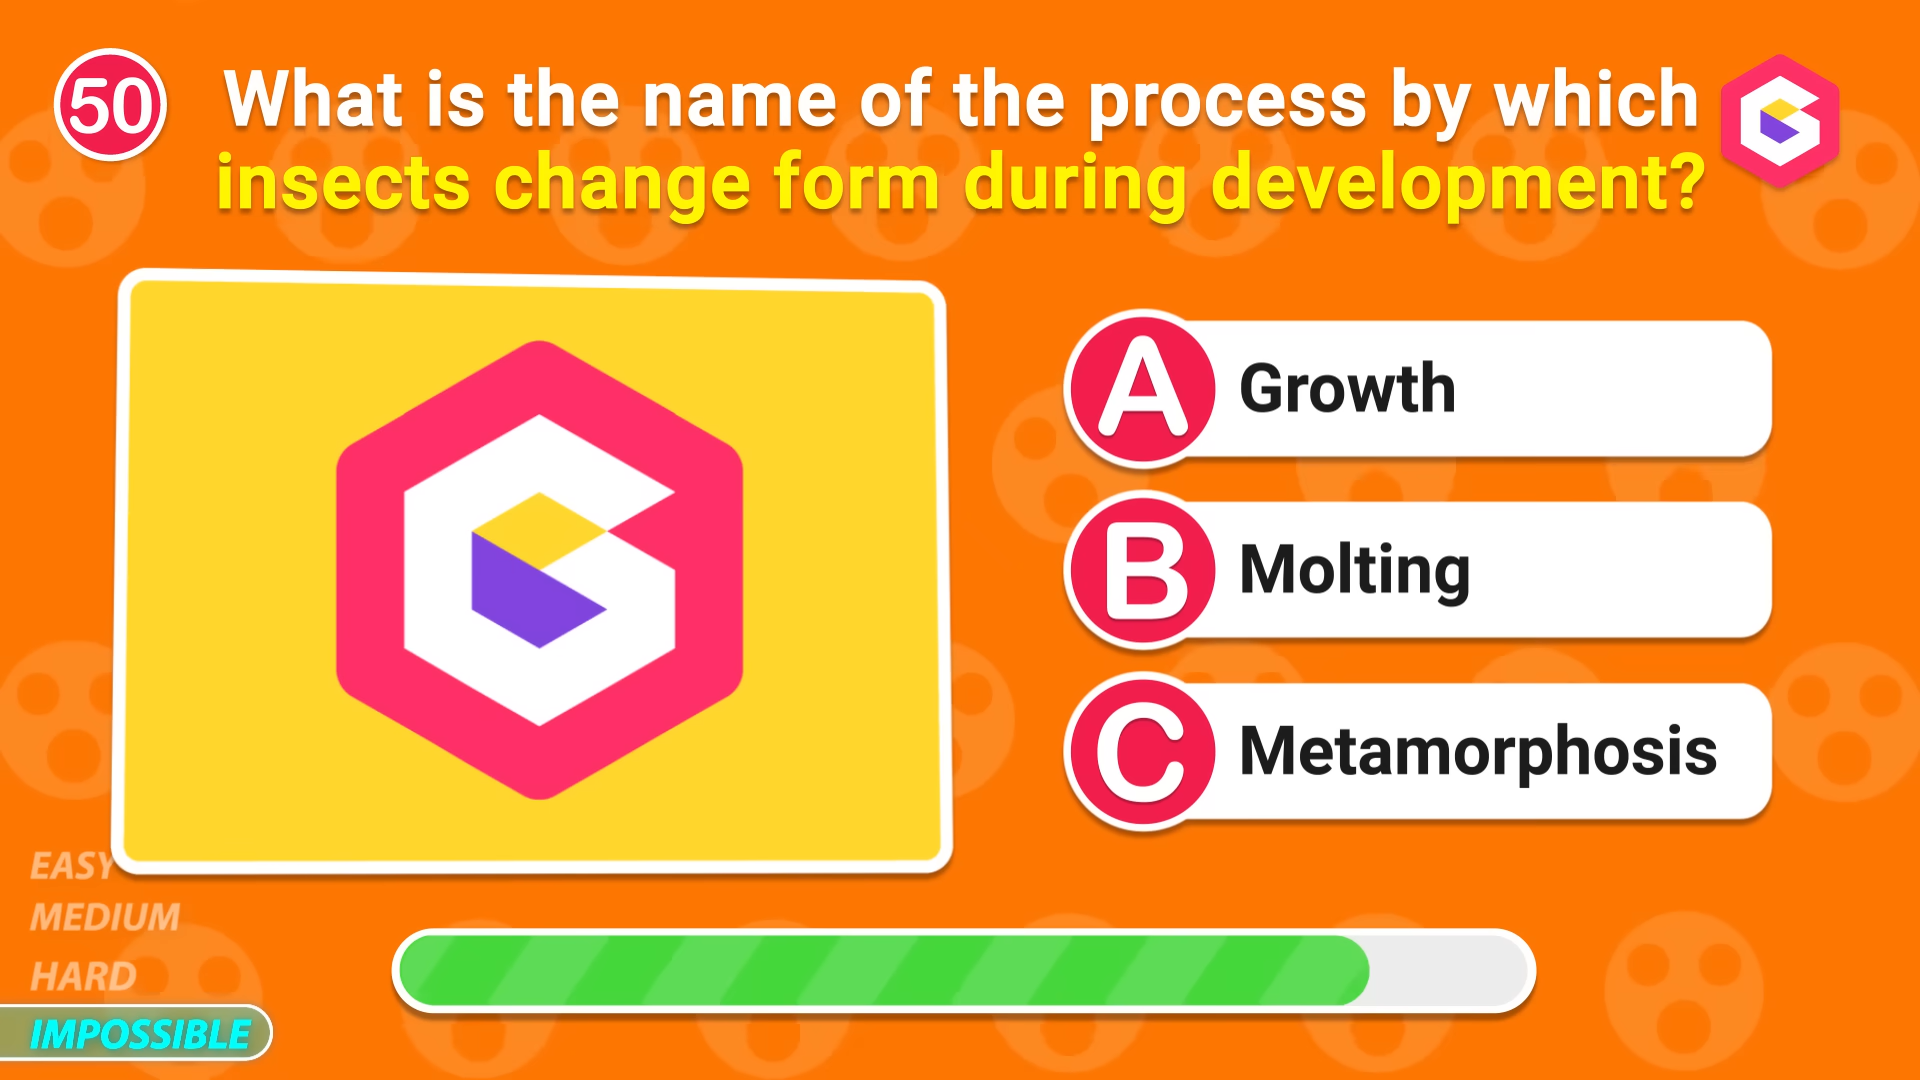 50
What is the name of the process by which
insects change form during development?
A Growth
B Molting
C Metamorphosis
EASY
MEDIUM
HARD
IMPOSSIBLE